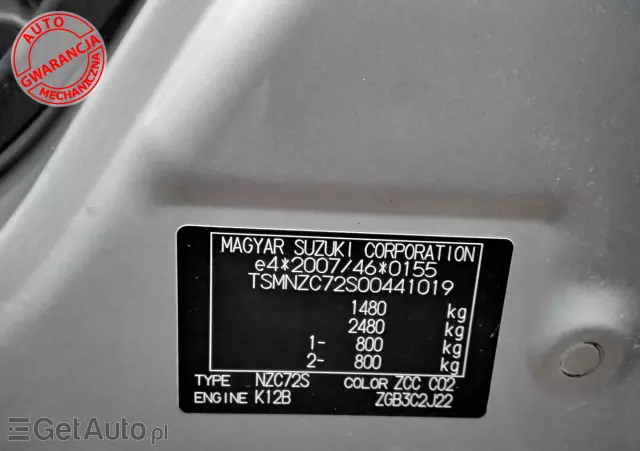 AUTO
GWARANCJA
MECHANICZNA
MAGYAR SUZUKI CORPORATION
e4*2007/46*0155
TSMNZC72S00441019
1480 kg
2480 kg
1- 800 kg
2- 800 kg
TYPE NZC72S COLOR ZCC C02
ENGINE K12B ZGB3C2J22
GetAuto.pl